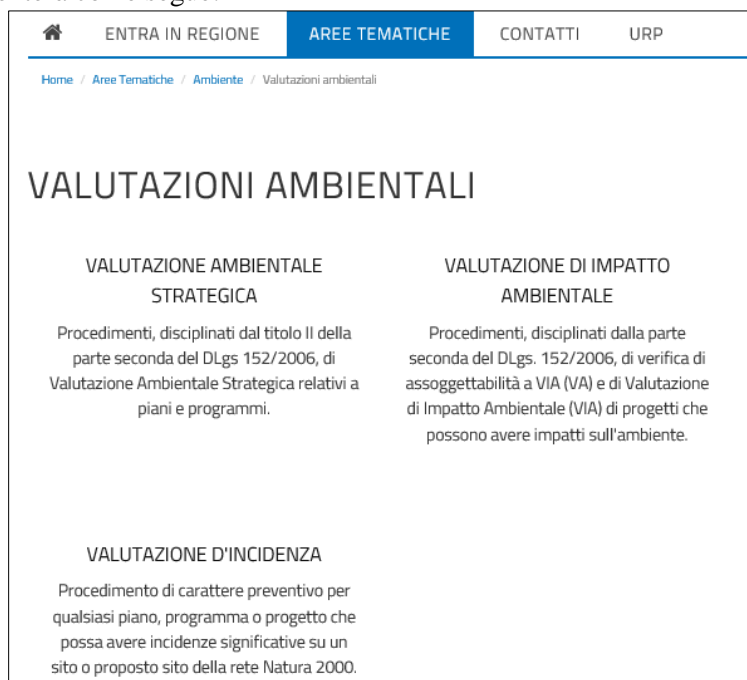 ENTRA IN REGIONE AREE TEMATICHE CONTATTI URP
Home / Aree Tematiche / Ambiente / Valutazioni ambientali
VALUTAZIONI AMBIENTALI
VALUTAZIONE AMBIENTALE
STRATEGICA
Procedimenti, disciplinati dal titolo II della
parte seconda del DLgs 152/2006, di
Valutazione Ambientale Strategica relativi a
piani e programmi.
VALUTAZIONE DI IMPATTO
AMBIENTALE
Procedimenti, disciplinati dalla parte
seconda del DLgs. 152/2006, di verifica di
assoggettabilità a VIA (VA) e di Valutazione
di Impatto Ambientale (VIA) di progetti che
possono avere impatti sull'ambiente.
VALUTAZIONE D'INCIDENZA
Procedimento di carattere preventivo per
qualsiasi piano, programma o progetto che
possa avere incidenze significative su un
sito o proposto sito della rete Natura 2000.